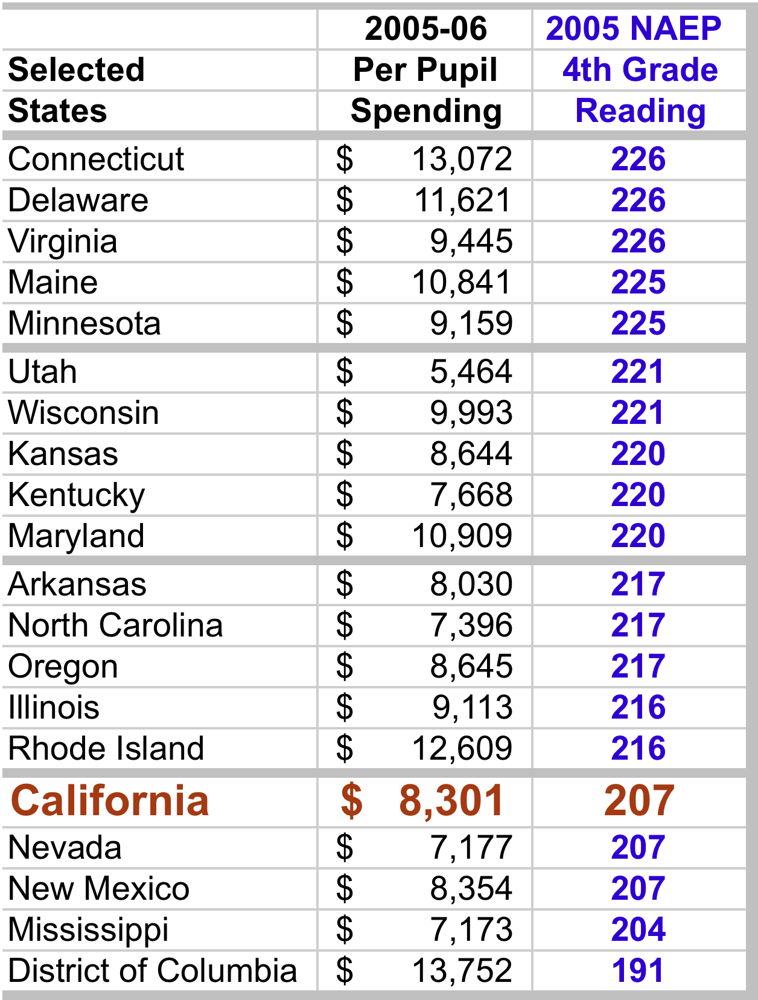 2005-06 2005 NAEP
Selected Per Pupil 4th Grade
States Spending Reading
Connecticut $ 13,072 226
Delaware $ 11,621 226
Virginia $ 9,445 226
Maine $ 10,841 225
Minnesota $ 9,159 225
Utah $ 5,464 221
Wisconsin $ 9,993 221
Kansas $ 8,644 220
Kentucky $ 7,668 220
Maryland $ 10,909 220
Arkansas $ 8,030 217
North Carolina $ 7,396 217
Oregon $ 8,645 217
Illinois $ 9,113 216
Rhode Island $ 12,609 216
California $ 8,301 207
Nevada $ 7,177 207
New Mexico $ 8,354 207
Mississippi $ 7,173 204
District of Columbia $ 13,752 191